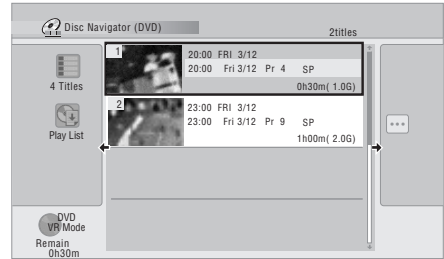 Disc Navigator (DVD)
2titles
4 Titles
Play List
1
20:00 FRI 3/12
20:00 Fri 3/12 Pr 4 SP
0h30m( 1.0G)
2
23:00 FRI 3/12
23:00 Fri 3/12 Pr 9 SP
1h00m( 2.0G)
DVD
VR Mode
Remain
0h30m